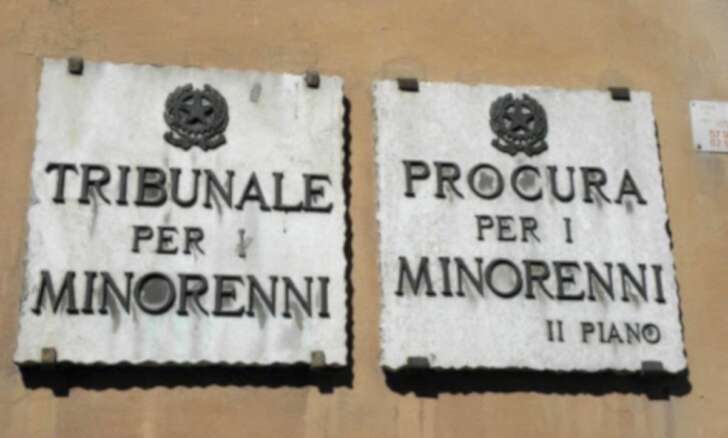 TRIBUNALE
PER I
MINORENNI
PROCURA
PER I
MINORENNI
II PIANO